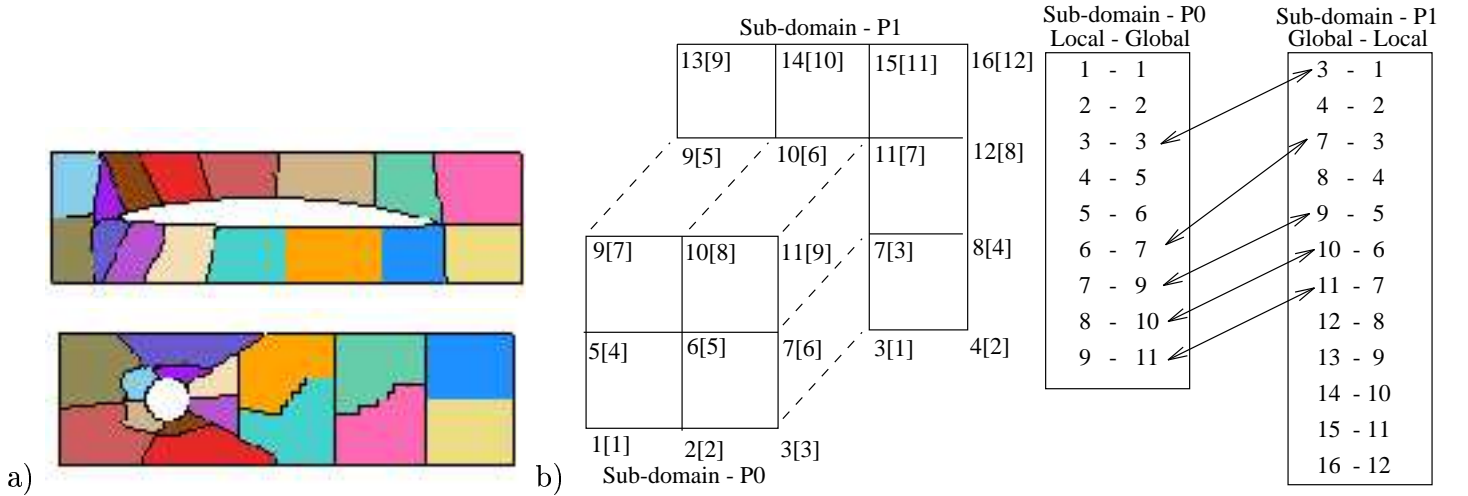 Sub-domain - P1
13[9] 14[10] 15[11] 16[12]
9[5] 10[6] 11[7] 12[8]
9[7] 10[8] 11[9] 7[3] 8[4]
5[4] 6[5] 7[6] 3[1] 4[2]
1[1] 2[2] 3[3]
Sub-domain - P0
a)
b)
Sub-domain - P0
Local - Global
1 - 1
2 - 2
3 - 3
4 - 5
5 - 6
6 - 7
7 - 9
8 - 10
9 - 11
Sub-domain - P1
Global - Local
3 - 1
4 - 2
7 - 3
8 - 4
9 - 5
10 - 6
11 - 7
12 - 8
13 - 9
14 - 10
15 - 11
16 - 12